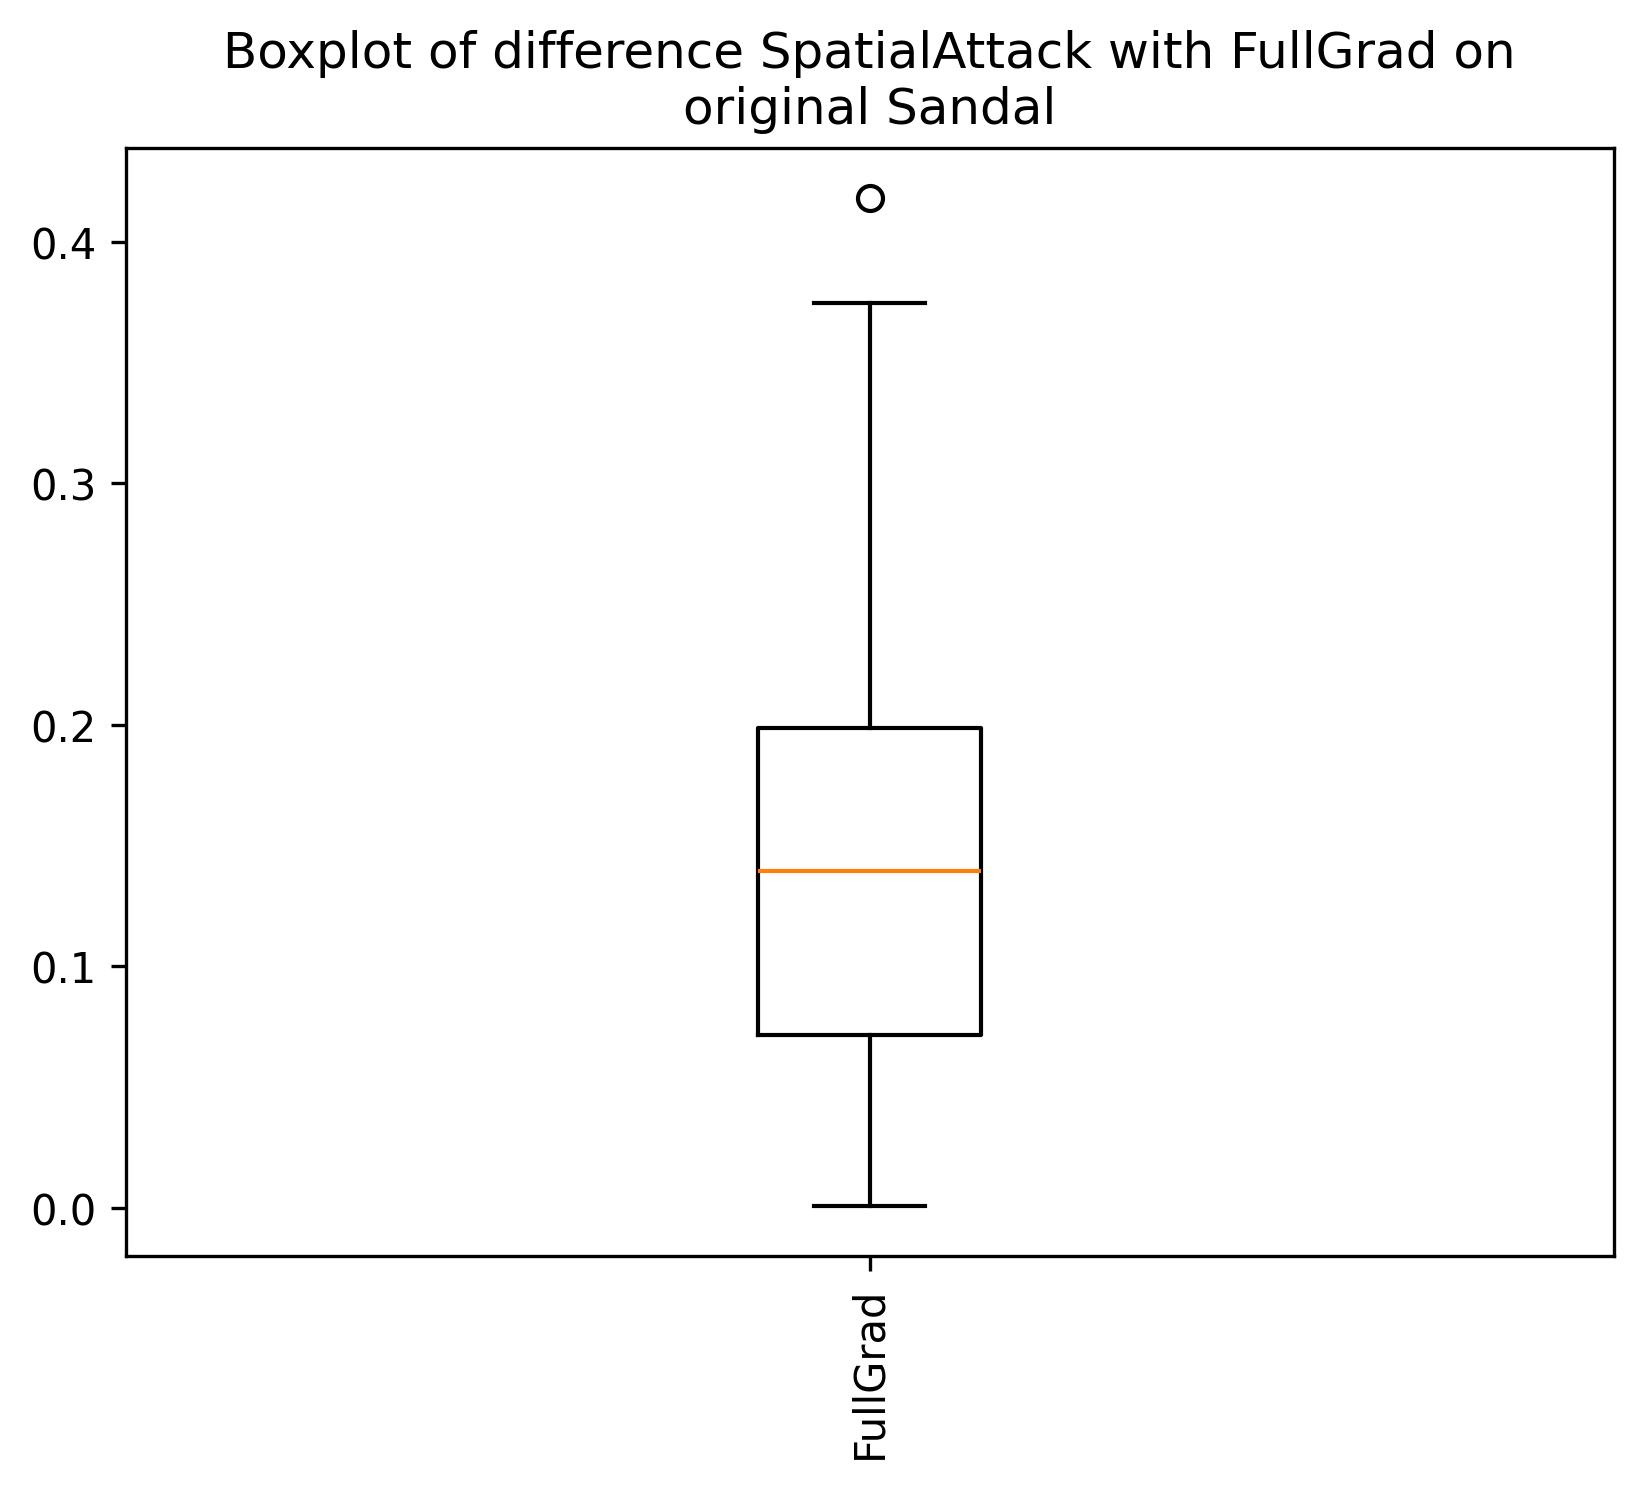 Boxplot of difference SpatialAttack with FullGrad on
original Sandal
0.4
0.3
0.2
0.1
0.0
FullGrad